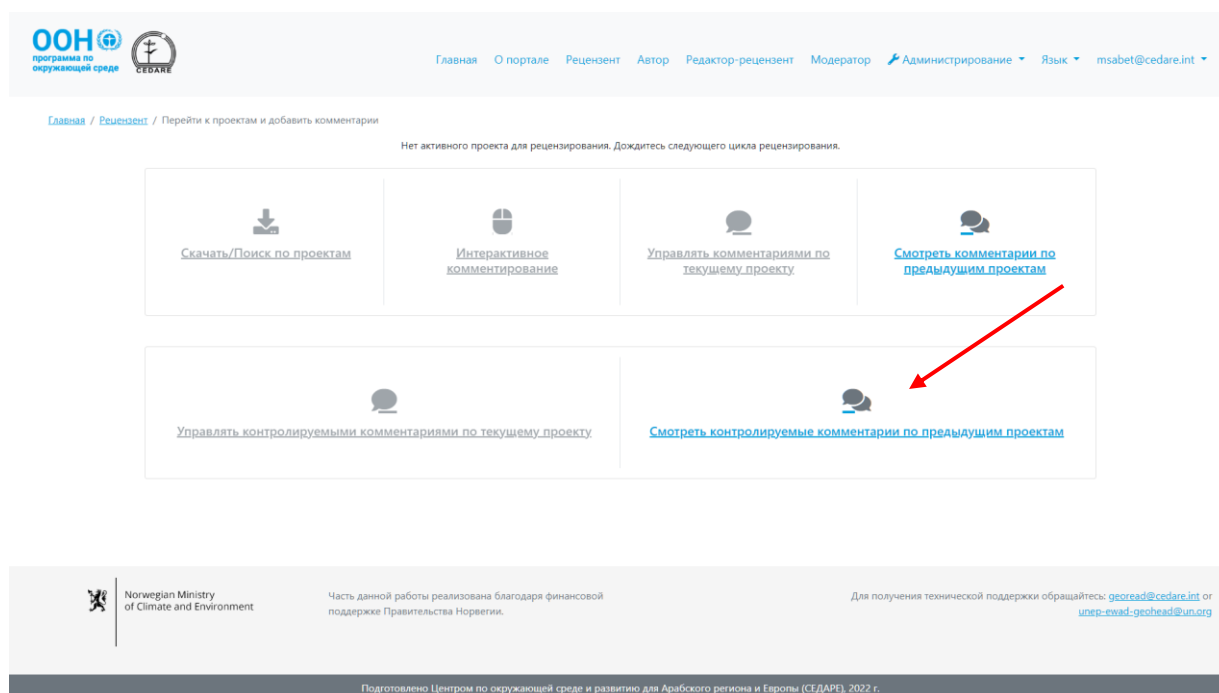 ООН
программа по
окружающей среде
CEDARE
Главная О портале Рецензент Автор Редактор-рецензент Модератор Администрирование Язык msabet@cedare.int
Главная / Рецензент / Перейти к проектам и добавить комментарии
Нет активного проекта для рецензирования. Дождитесь следующего цикла рецензирования.
Скачать/Поиск по проектам
Интерактивное
комментирование
Управлять комментариями по
текущему проекту
Смотреть комментарии по
предыдущим проектам
Управлять контролируемыми комментариями по текущему проекту
Смотреть контролируемые комментарии по предыдущим проектам
Norwegian Ministry
of Climate and Environment
Часть данной работы реализована благодаря финансовой
поддержке Правительства Норвегии.
Для получения технической поддержки обращайтесь: georead@cedare.int or
unep-ewad-geohead@un.org
Подготовлено Центром по окружающей среде и развитию для Арабского региона и Европы (СЕДАРЕ), 2022 г.